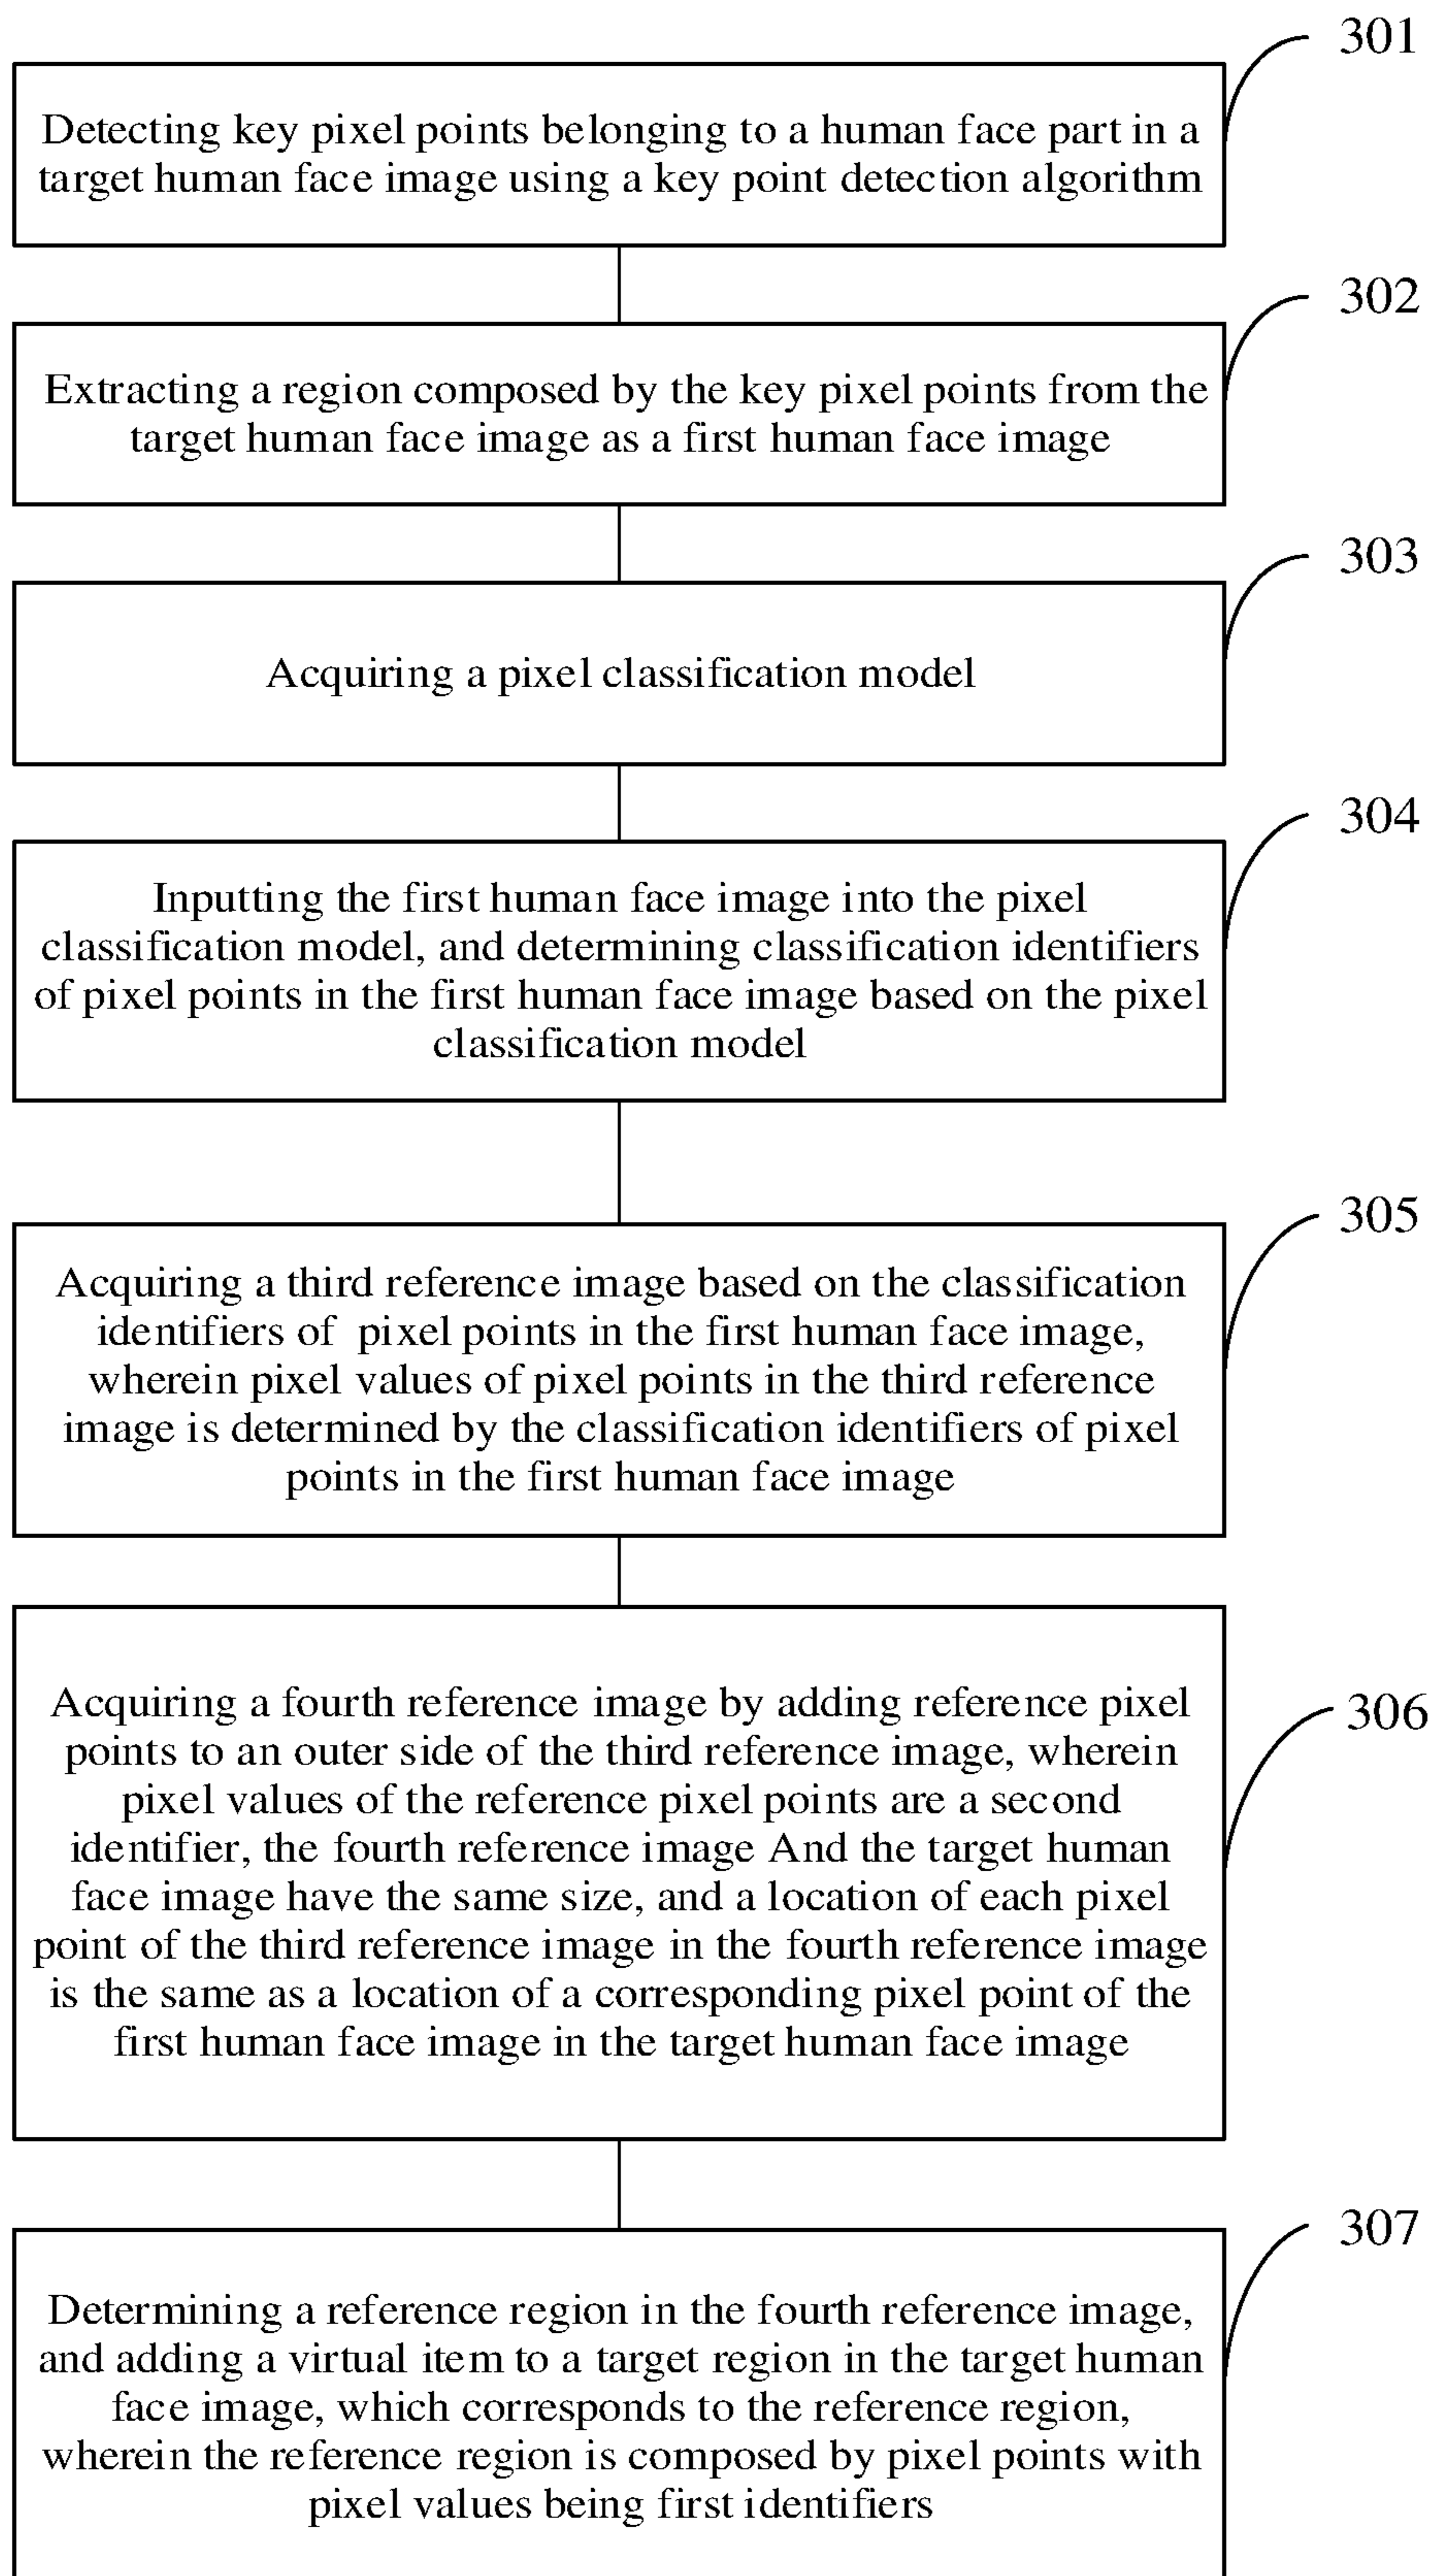 301
Detecting key pixel points belonging to a human face part in a
target human face image using a key point detection algorithm
302
Extracting a region composed by the key pixel points from the
target human face image as a first human face image
303
Acquiring a pixel classification model
304
Inputting the first human face image into the pixel
classification model, and determining classification identifiers
of pixel points in the first human face image based on the pixel
classification model
305
Acquiring a third reference image based on the classification
identifiers of pixel points in the first human face image,
wherein pixel values of pixel points in the third reference
image is determined by the classification identifiers of pixel
points in the first human face image
306
Acquiring a fourth reference image by adding reference pixel
points to an outer side of the third reference image, wherein
pixel values of the reference pixel points are a second
identifier, the fourth reference image And the target human
face image have the same size, and a location of each pixel
point of the third reference image in the fourth reference image
is the same as a location of a corresponding pixel point of the
first human face image in the target human face image
307
Determining a reference region in the fourth reference image,
and adding a virtual item to a target region in the target human
face image, which corresponds to the reference region,
wherein the reference region is composed by pixel points with
pixel values being first identifiers